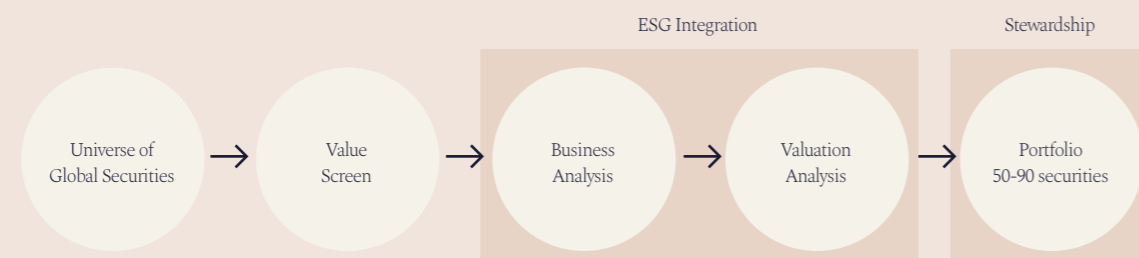 ESG Integration
Stewardship
Universe of
Global Securities
Value
Screen
Business
Analysis
Valuation
Analysis
Portfolio
50-90 securities